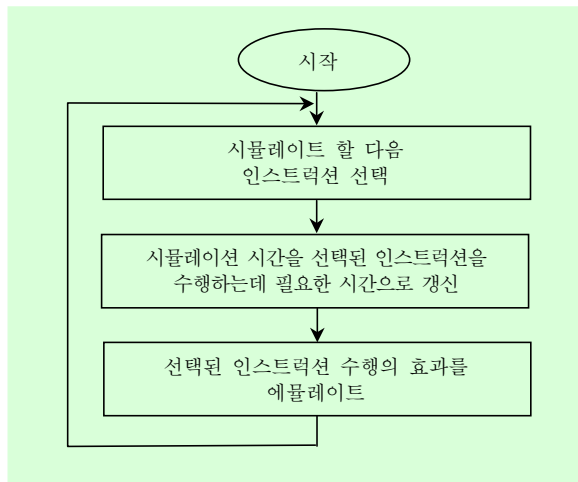 시작
시뮬레이트 할 다음
인스트럭션 선택
시뮬레이션 시간을 선택된 인스트럭션을
수행하는데 필요한 시간으로 갱신
선택된 인스트럭션 수행의 효과를
에뮬레이트